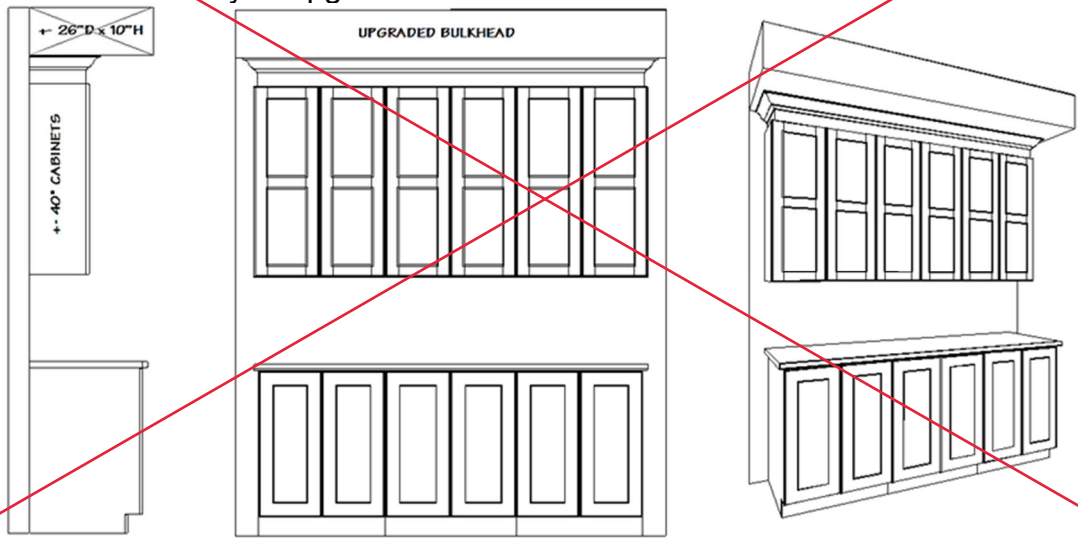 +- 26"D x 10"H
UPGRADED BULKHEAD
+- 40" CABINETS